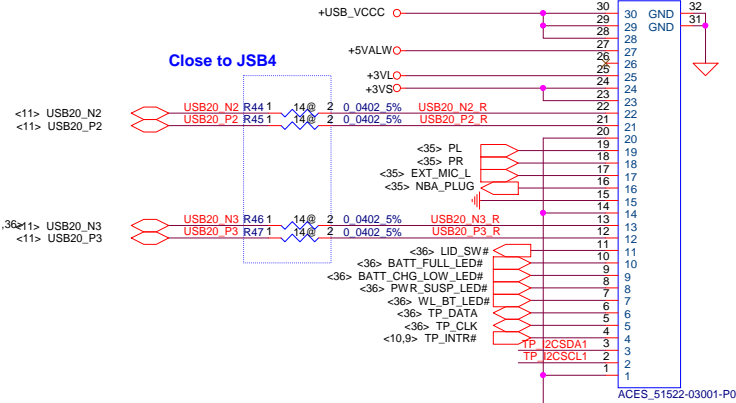 +USB_VCCC 30 30 GND 32
29 29 GND 31
28 28
+5VALW 27 27
Close to JSB4
26 26
+3VL 25 25
+3VS 24 24
23 23
<11> USB20_N2 USB20_N2 R44 1 14@ 2 0_0402_5% USB20_N2_R 22 22
<11> USB20_P2 USB20_P2 R45 1 14@ 2 0_0402_5% USB20_P2_R 21 21
20 20
<35> PL 19 19
<35> PR 18 18
<35> EXT_MIC_L 17 17
<35> NBA_PLUG 16 16
15 15
14 14
,36> <11> USB20_N3 USB20_N3 R46 1 14@ 2 0_0402_5% USB20_N3_R 13 13
<11> USB20_P3 USB20_P3 R47 1 14@ 2 0_0402_5% USB20_P3_R 12 12
<36> LID_SW# 11 11
<36> BATT_FULL_LED# 10 10
<36> BATT_CHG_LOW_LED# 9 9
<36> PWR_SUSP_LED# 8 8
<36> WL_BT_LED# 7 7
<36> TP_DATA 6 6
<36> TP_CLK 5 5
<10,9> TP_INTR# 4 4
TP_I2CSDA1 3 3
TP_I2CSCL1 2 2
1 1
ACES_51522-03001-P0